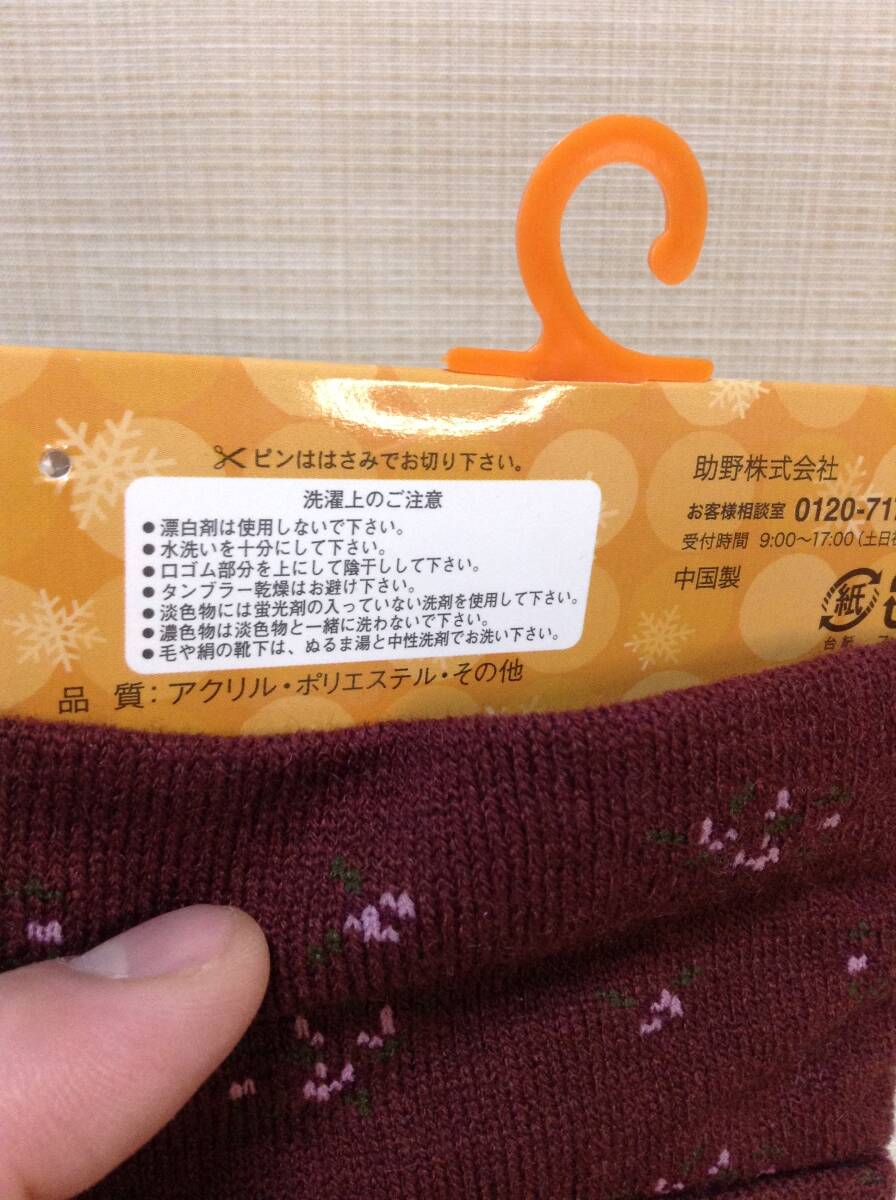 ピンははさみでお切り下さい。
洗濯上のご注意
●漂白剤は使用しないで下さい。
●水洗いを十分にして下さい。
●口ゴム部分を上にして陰干しして下さい。
●タンブラー乾燥はお避け下さい。
●淡色物には蛍光剤の入っていない洗剤を使用して下さい。
●濃色物は淡色物と一緒に洗わないで下さい。
●毛や絹の靴下は、ぬるま湯と中性洗剤でお洗い下さい。
品 質：アクリル・ポリエステル・その他
助野株式会社
お客様相談室 0120-717
受付時間 9:00〜17:00（土日祝
中国製
紙
台紙